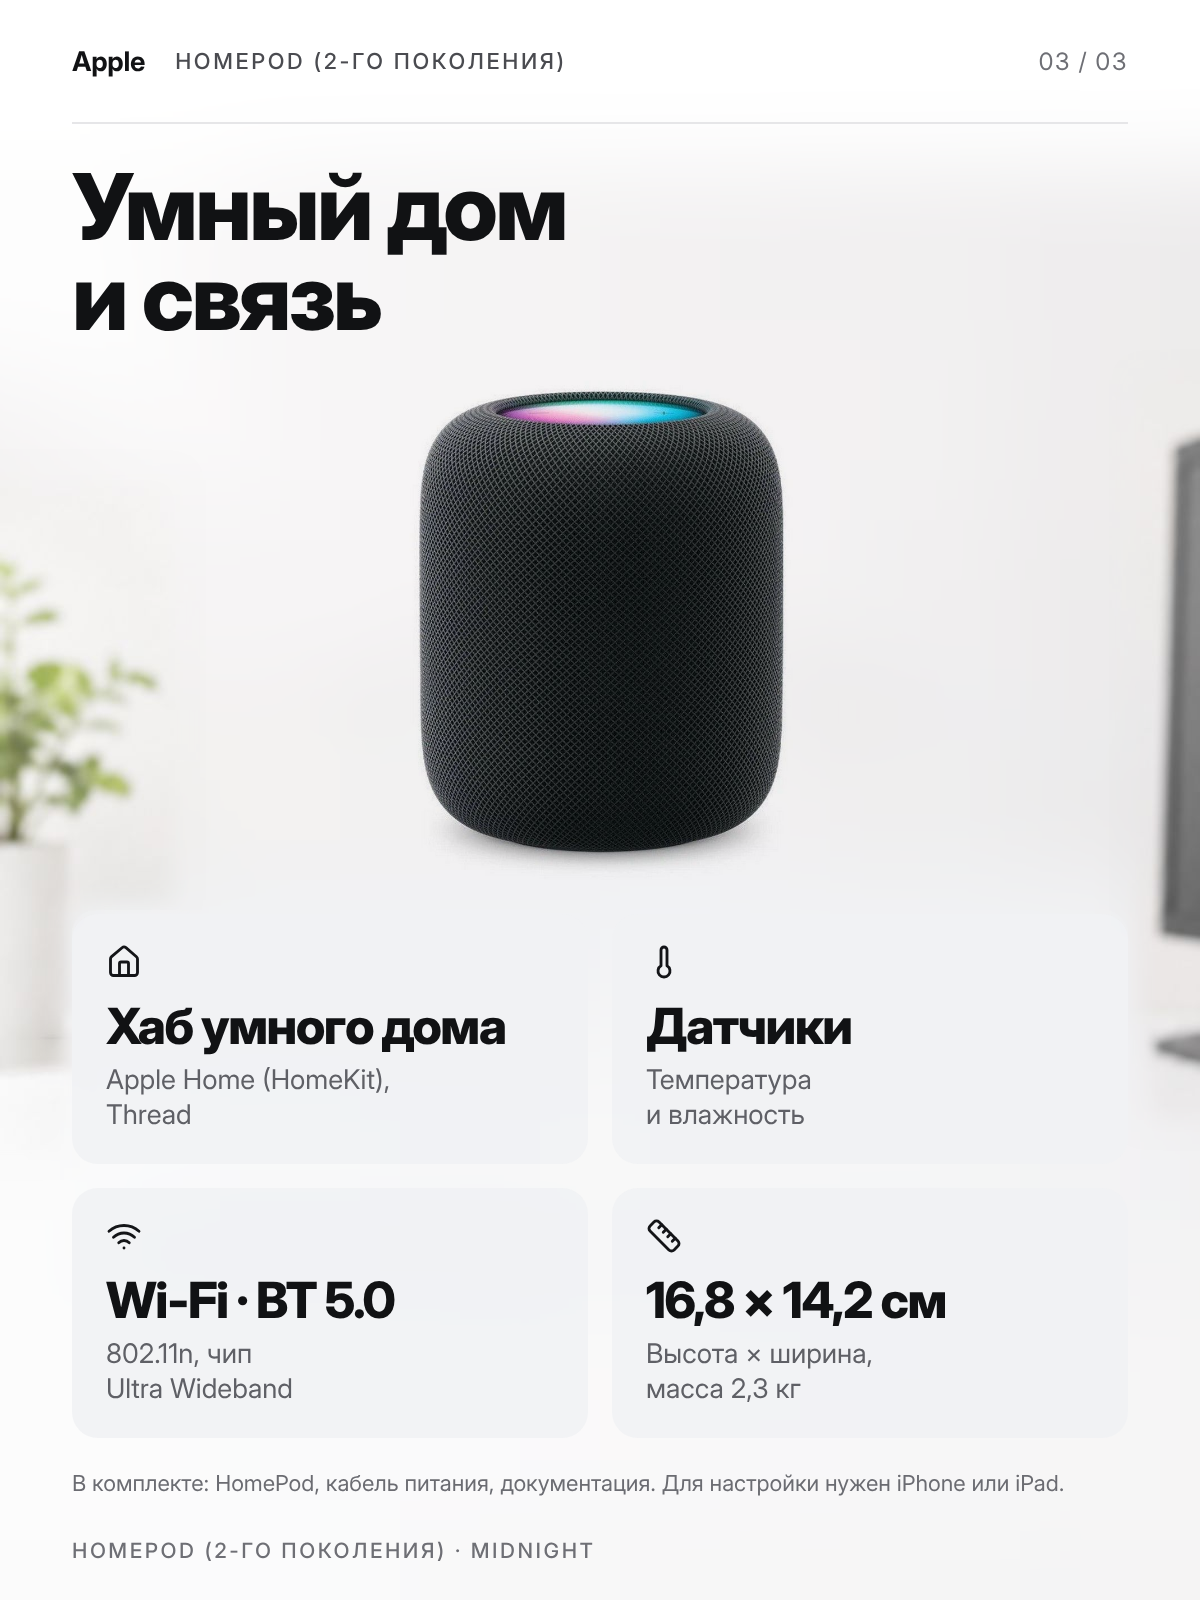 Apple HOMEPOD (2-ГО ПОКОЛЕНИЯ) 03 / 03
Умный дом
и связь
Хаб умного дома
Apple Home (HomeKit),
Thread
Датчики
Температура
и влажность
Wi-Fi · BT 5.0
802.11n, чип
Ultra Wideband
16,8 × 14,2 см
Высота × ширина,
масса 2,3 кг
В комплекте: HomePod, кабель питания, документация. Для настройки нужен iPhone или iPad.
HOMEPOD (2-ГО ПОКОЛЕНИЯ) · MIDNIGHT